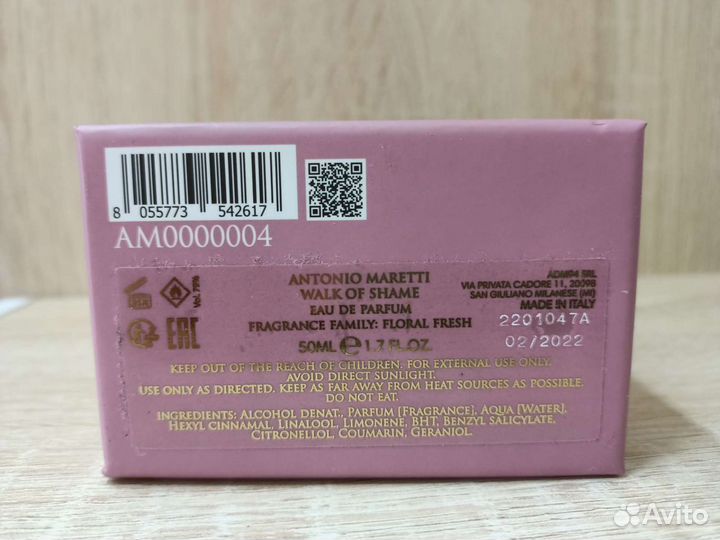 8 055773 542617
AM0000004
ANTONIO MARETTI
WALK OF SHAME
EAU DE PARFUM
FRAGRANCE FAMILY: FLORAL FRESH
50ML e 1.7 FL.OZ.
Vol. 79%
EAC
ADM94 SRL
VIA PRIVATA CADORE 11, 20098
SAN GIULIANO MILANESE (MI)
MADE IN ITALY
2201047A
02/2022
KEEP OUT OF THE REACH OF CHILDREN. FOR EXTERNAL USE ONLY.
AVOID DIRECT SUNLIGHT.
USE ONLY AS DIRECTED. KEEP AS FAR AWAY FROM HEAT SOURCES AS POSSIBLE.
DO NOT EAT.
INGREDIENTS: ALCOHOL DENAT., PARFUM [FRAGRANCE], AQUA [WATER],
HEXYL CINNAMAL, LINALOOL, LIMONENE, BHT, BENZYL SALICYLATE,
CITRONELLOL, COUMARIN, GERANIOL.
Avito